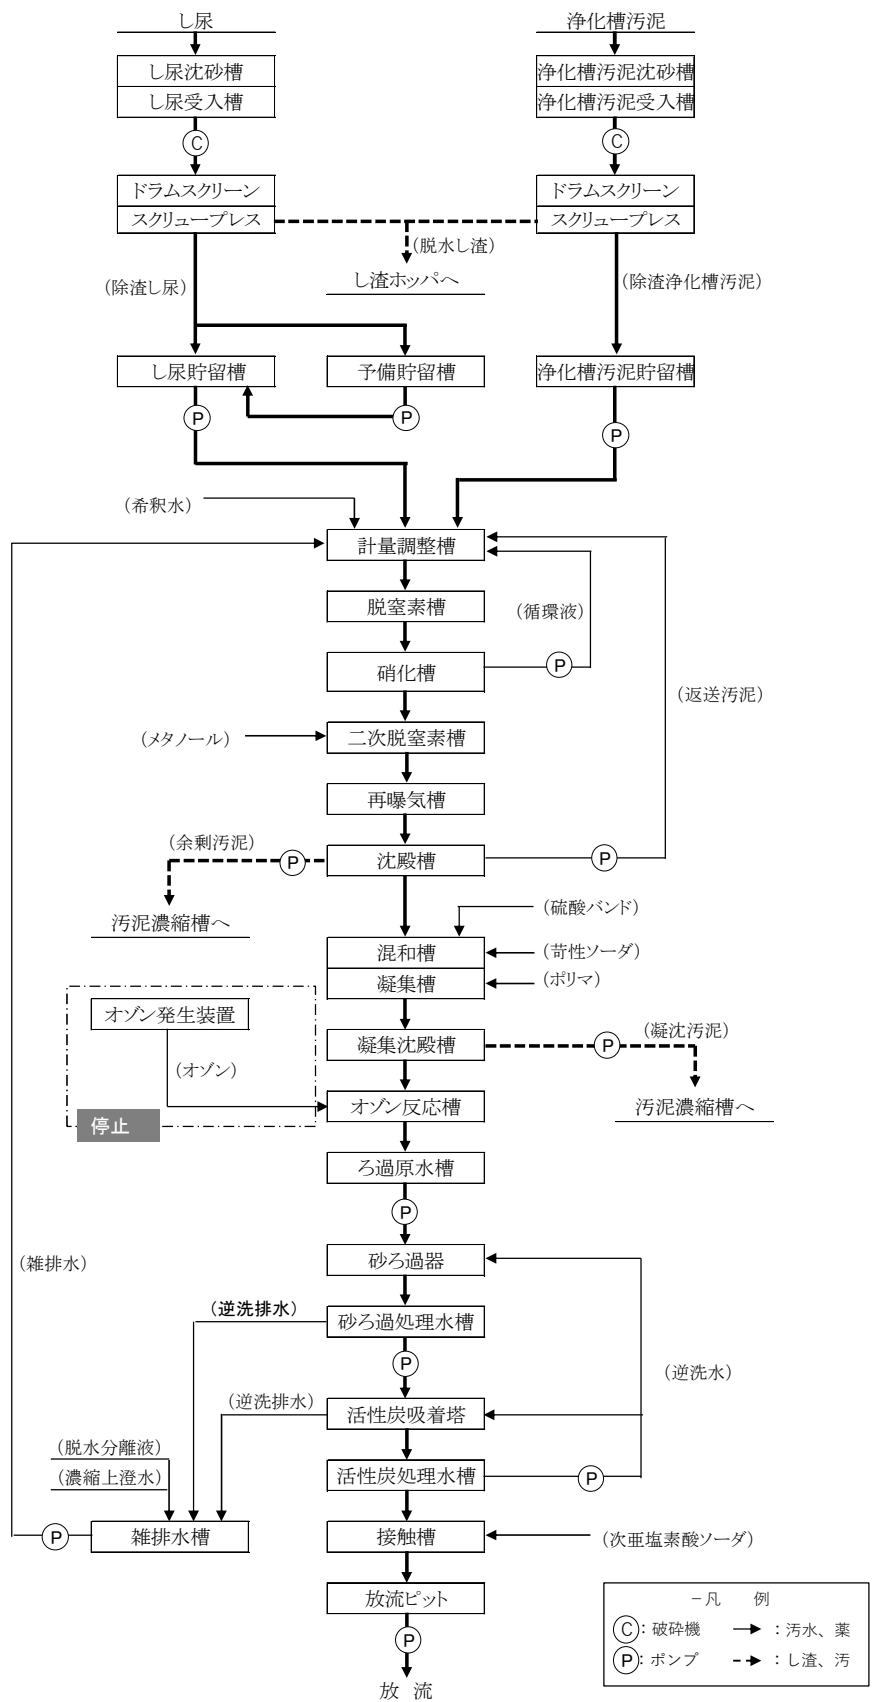 し尿
浄化槽汚泥
し尿沈砂槽
浄化槽汚泥沈砂槽
し尿受入槽
浄化槽汚泥受入槽
C
C
ドラムスクリーン
ドラムスクリーン
スクリュープレス
スクリュープレス
(脱水し渣)
し渣ホッパへ
(除渣し尿)
(除渣浄化槽汚泥)
し尿貯留槽
予備貯留槽
浄化槽汚泥貯留槽
P
P
P
(希釈水)
計量調整槽
脱窒素槽
(循環液)
硝化槽
P
(返送汚泥)
(メタノール)
二次脱窒素槽
再曝気槽
(余剰汚泥)
P
沈殿槽
P
汚泥濃縮槽へ
(硫酸バンド)
混和槽
(苛性ソーダ)
凝集槽
(ポリマ)
オゾン発生装置
(凝沈汚泥)
凝集沈殿槽
P
(オゾン)
オゾン反応槽
汚泥濃縮槽へ
停止
ろ過原水槽
P
砂ろ過器
(雑排水)
(逆洗排水)
砂ろ過処理水槽
P
(逆洗水)
(逆洗排水)
活性炭吸着塔
(脱水分離液)
(濃縮上澄水)
活性炭処理水槽
P
P
雑排水槽
接触槽
(次亜塩素酸ソーダ)
放流ピット
P
放 流
－凡 例
C：破砕機 ：汚水、薬
P：ポンプ ：し渣、汚